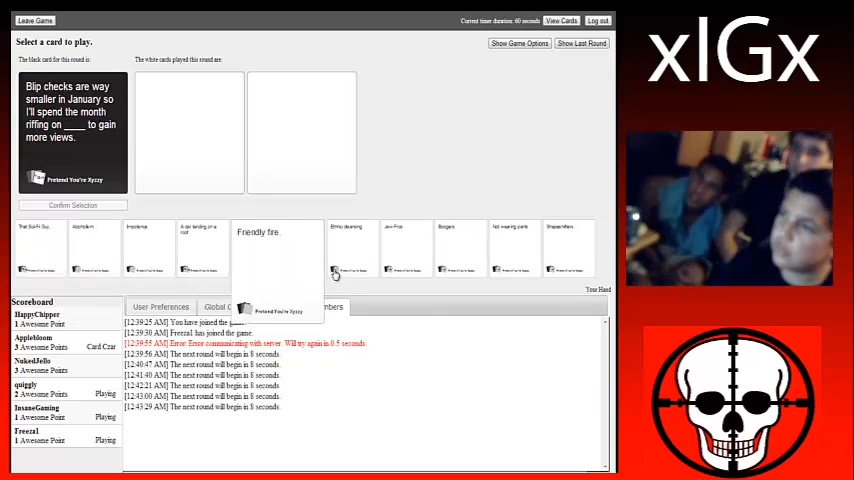 Leave Game
Current timer duration: 60 seconds
View Cards
Log out
xIGx
Select a card to play.
Show Game Options
Show Last Round
The black card for this round is:
The white cards played this round are:
Blip checks are way
smaller in January so
I'll spend the month
riffing on ____ to gain
more views.
Pretend You're Xyzzy
Confirm Selection
That Sci-Fi Guy.
Alcoholism.
A car landing on a
roof.
Friendly fire.
Pretend You're Xyzzy
Ethnic cleansing.
Jew-Fros
Boogers
Not wearing pants
Shapeshifters.
Your Hand
Scoreboard
HappyChipper
1 Awesome Point
Applebloom
3 Awesome Points
Card Czar
NukedJello
3 Awesome Points
quiggly
2 Awesome Points
Playing
InsaneGaming
1 Awesome Point
Playing
Freeza1
1 Awesome Point
Playing
User Preferences
Global C
mbers
[12:39:25 AM] You have joined the game.
[12:39:30 AM] Freeza1 has joined the game.
[12:39:55 AM] Error: Error communicating with server. Will try again in 0.5 seconds.
[12:39:56 AM] The next round will begin in 8 seconds.
[12:40:47 AM] The next round will begin in 8 seconds.
[12:41:40 AM] The next round will begin in 8 seconds.
[12:42:21 AM] The next round will begin in 8 seconds.
[12:43:00 AM] The next round will begin in 8 seconds.
[12:43:29 AM] The next round will begin in 8 seconds.